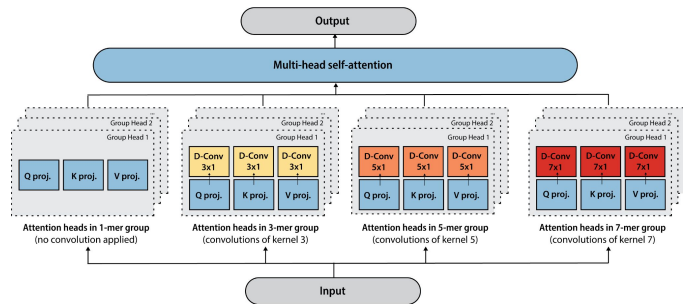 Output
Multi-head self-attention
Group Head 2
Group Head 1
Q proj.
K proj.
V proj.
Attention heads in 1-mer group
(no convolution applied)
Group Head 2
Group Head 1
D-Conv
3x1
D-Conv
3x1
D-Conv
3x1
Q proj.
K proj.
V proj.
Attention heads in 3-mer group
(convolutions of kernel 3)
Group Head 2
Group Head 1
D-Conv
5x1
D-Conv
5x1
D-Conv
5x1
Q proj.
K proj.
V proj.
Attention heads in 5-mer group
(convolutions of kernel 5)
Group Head 2
Group Head 1
D-Conv
7x1
D-Conv
7x1
D-Conv
7x1
Q proj.
K proj.
V proj.
Attention heads in 7-mer group
(convolutions of kernel 7)
Input